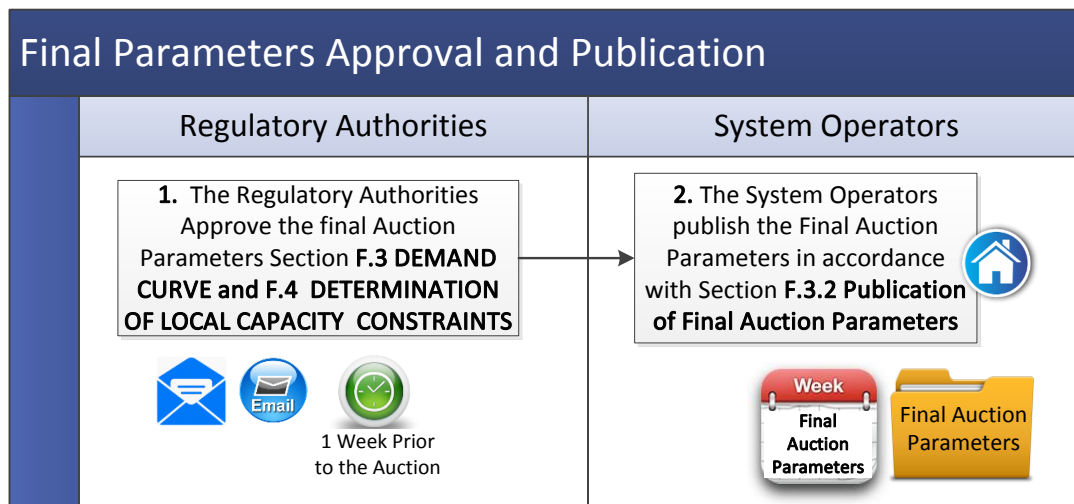 Final Parameters Approval and Publication
Regulatory Authorities
System Operators
1. The Regulatory Authorities
Approve the final Auction
Parameters Section F.3 DEMAND
CURVE and F.4 DETERMINATION
OF LOCAL CAPACITY CONSTRAINTS
Email
1 Week Prior
to the Auction
2. The System Operators
publish the Final Auction
Parameters in accordance
with Section F.3.2 Publication
of Final Auction Parameters
Week
Final
Auction
Parameters
Final Auction
Parameters